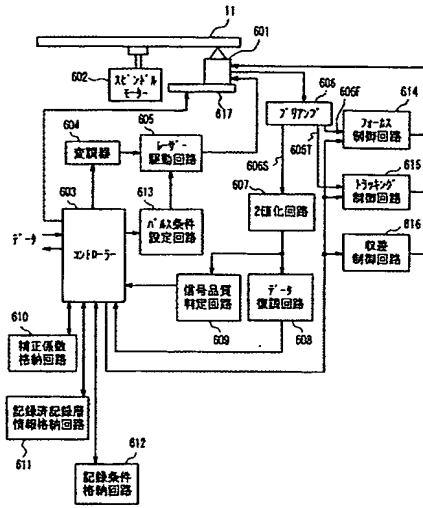 11
601
602
スピンドル
モーター
617
606
プリアンプ
606F
614
フォーカス
制御回路
604
変調器
605
レーザー
駆動回路
606S
606T
615
トラッキング
制御回路
603
コントローラー
613
パルス条件
設定回路
607
2値化回路
616
収差
制御回路
データ
信号品質
判定回路
609
データ
復調回路
608
610
補正係数
格納回路
記録済記録層
情報格納回路
611
612
記録条件
格納回路